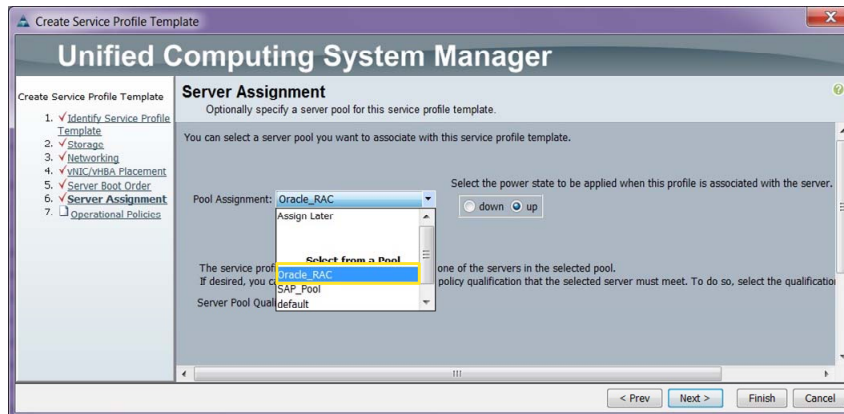 Create Service Profile Template
Unified Computing System Manager
Create Service Profile Template
1. Identify Service Profile
Template
2. Storage
3. Networking
4. vNIC/vHBA Placement
5. Server Boot Order
6. Server Assignment
7. Operational Policies
Server Assignment
Optionally specify a server pool for this service profile template.
You can select a server pool you want to associate with this service profile template.
Pool Assignment: Oracle_RAC
Select the power state to be applied when this profile is associated with the server.
down up
Assign Later
Select from a Pool
Oracle_RAC
SAP_Pool
default
The service prof one of the servers in the selected pool.
If desired, you c policy qualification that the selected server must meet. To do so, select the qualification
Server Pool Quali
< Prev Next > Finish Cancel